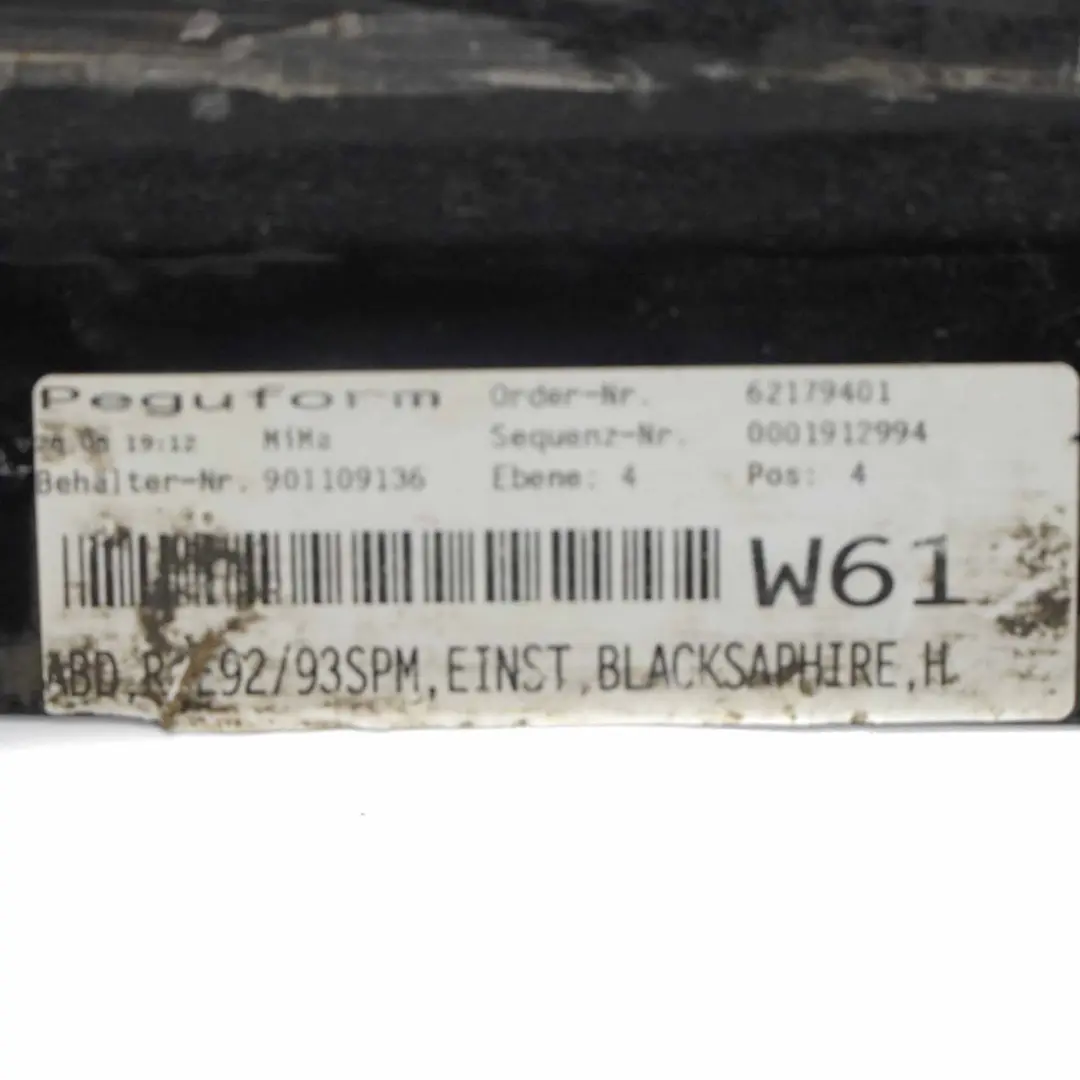 Peguform Order-Nr. 62179401
19:12 MiMa Sequenz-Nr. 0001912994
Behalter-Nr. 901109136 Ebene: 4 Pos: 4
W61
ABD, E92/93SPM,EINST,BLACKSAPHIRE,H